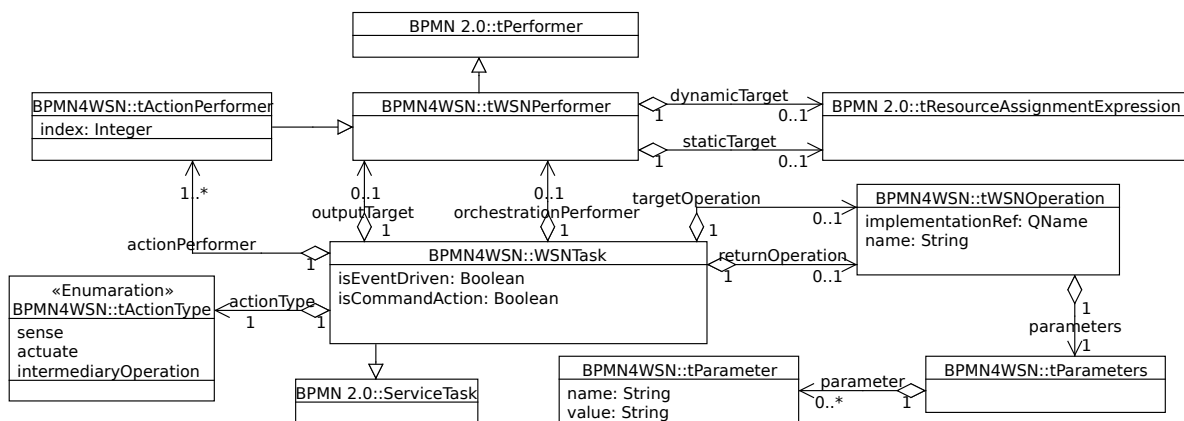 BPMN 2.0::tPerformer
BPMN4WSN::tActionPerformer
index: Integer
BPMN4WSN::tWSNPerformer
dynamicTarget
1
0..1
staticTarget
1
0..1
BPMN 2.0::tResourceAssignmentExpression
1..*
actionPerformer
1
0..1
outputTarget
1
0..1
orchestrationPerformer
1
targetOperation
1
0..1
returnOperation
1
0..1
BPMN4WSN::tWSNOperation
implementationRef: QName
name: String
BPMN4WSN::WSNTask
isEventDriven: Boolean
isCommandAction: Boolean
actionType
1
1
«Enumaration»
BPMN4WSN::tActionType
sense
actuate
intermediaryOperation
1
parameters
1
BPMN 2.0::ServiceTask
BPMN4WSN::tParameter
name: String
value: String
parameter
0..*
1
BPMN4WSN::tParameters